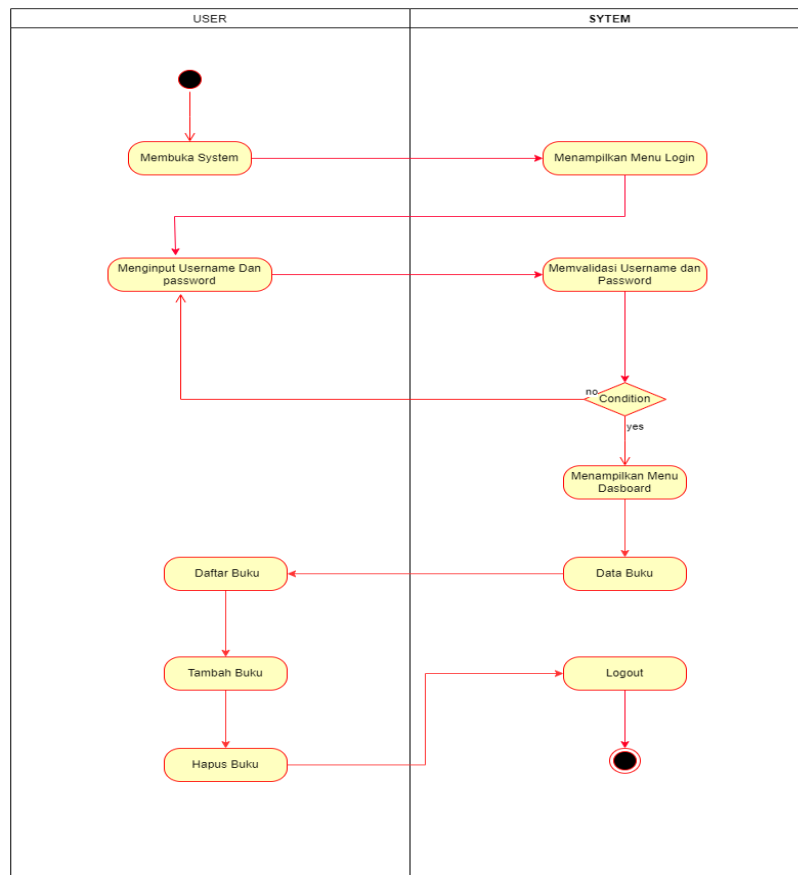 USER
SYTEM
Membuka System
Menampilkan Menu Login
Menginput Username Dan
password
Memvalidasi Username dan
Password
no
Condition
yes
Menampilkan Menu
Dasboard
Daftar Buku
Data Buku
Tambah Buku
Logout
Hapus Buku